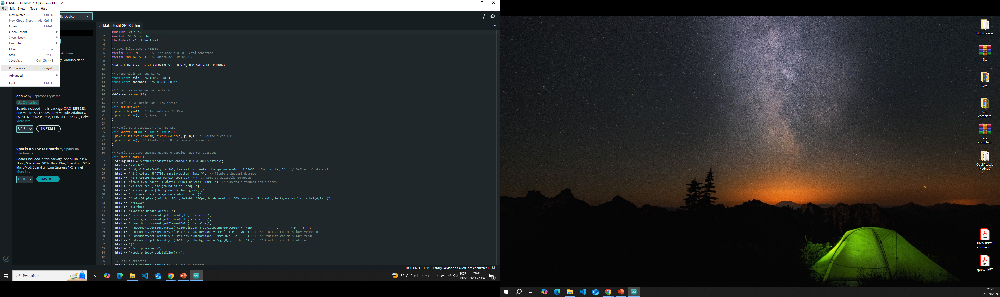 LabMakerTechESP32S3 | Arduino IDE 2.3.2
File Edit Sketch Tools Help
New Sketch Ctrl+N
New Cloud Sketch Alt+Ctrl+N
Open... Ctrl+O
Open Recent
Sketchbook
Examples
Close Ctrl+W
Save Ctrl+S
Save As... Ctrl+Shift+S
Preferences... Ctrl+Vírgula
Advanced
Quit Ctrl+Q
Device
Arduino
Arduino Nano
esp32 by Espressif Systems
3.0.2 installed
Boards included in this package: XIAO_ESP32S3,
Bee Motion S3, ESP32S3 Dev Module, Adafruit QT
Py ESP32-S3 No PSRAM, OLIMEX ESP32-EVB, Helte...
More info
3.0.3 INSTALL
SparkFun ESP32 Boards by SparkFun
Electronics
Boards included in this package: SparkFun ESP32
Thing, SparkFun ESP32 Thing Plus, SparkFun ESP32
MicroMod, SparkFun Lora Gateway 1-Channel
More info
1.0.0 INSTALL
LabMakerTechESP32S3.ino
1 #include <WiFi.h>
2 #include <WebServer.h>
3 #include <Adafruit_NeoPixel.h>
4
5 // Definições para o WS2812
6 #define LED_PIN 21 // Pino onde o WS2812 está conectado
7 #define NUMPIXELS 1 // Número de LEDs WS2812
8
9 Adafruit_NeoPixel pixels(NUMPIXELS, LED_PIN, NEO_GRB + NEO_KHZ800);
10
11 // Credenciais da rede Wi-Fi
12 const char* ssid = "ALTERAR-REDE";
13 const char* password = "ALTERAR-SENHA";
14
15 // Cria o servidor web na porta 80
16 WebServer server(80);
17
18 // Função para configurar o LED WS2812
19 void setupPixels() {
20 pixels.begin(); // Inicializa o NeoPixel
21 pixels.show(); // Apaga o LED
22 }
23
24 // Função para atualizar a cor do LED
25 void updateLED(int r, int g, int b) {
26 pixels.setPixelColor(0, pixels.Color(r, g, b)); // Define a cor RGB
27 pixels.show(); // Atualiza o LED para mostrar a nova cor
28 }
29
30 // Função que será chamada quando o servidor web for acessado
31 void handleRoot() {
32 String html = "<html><head><title>Controle RGB WS2812</title>";
33 html += "<style>";
34 html += "body { font-family: Arial; text-align: center; background-color: #1E3A5F; color: white; }"; // Define o fundo azul
35 html += "h1 { color: #FFD700; margin-bottom: 5px; }"; // Título principal dourado
36 html += "h2 { color: black; margin-top: 0px; }"; // Nome da aplicação em preto
37 html += "input[type=range] { width: 300px; height: 30px; }"; // Aumenta o tamanho dos sliders
38 html += ".slider-red { background-color: red; }";
39 html += ".slider-green { background-color: green; }";
40 html += ".slider-blue { background-color: blue; }";
41 html += "#colorDisplay { width: 100px; height: 100px; border-radius: 50%; margin: 20px auto; background-color: rgb(0,0,0); }";
42 html += "</style>";
43 html += "<script>";
44 html += "function updateColor() {";
45 html += " var r = document.getElementById('r').value;";
46 html += " var g = document.getElementById('g').value;";
47 html += " var b = document.getElementById('b').value;";
48 html += " document.getElementById('colorDisplay').style.backgroundColor = 'rgb(' + r + ',' + g + ',' + b + ')';";
49 html += " document.getElementById('r').style.background = 'rgb(' + r + ',0,0)';"; // Atualiza cor do slider vermelho
50 html += " document.getElementById('g').style.background = 'rgb(0,' + g + ',0)';"; // Atualiza cor do slider verde
51 html += " document.getElementById('b').style.background = 'rgb(0,0,' + b + ')';"; // Atualiza cor do slider azul
52 html += "}";
53 html += "</script></head>";
54 html += "<body onload='updateColor()'>";
55
56 // Título principal
Ln 1, Col 1 ESP32 Family Device on COM6 [not connected]
Pesquisar
32°C Pred. limpo
POR
PTB2
20:40
26/09/2024
1
Novas Peças
Site
Site
Site
completo
Site
completo
Qualificação
Rodrigo
PDF
3D2441PROJ
- Softex C...
PDF
quote_1677
20:40
26/09/2024